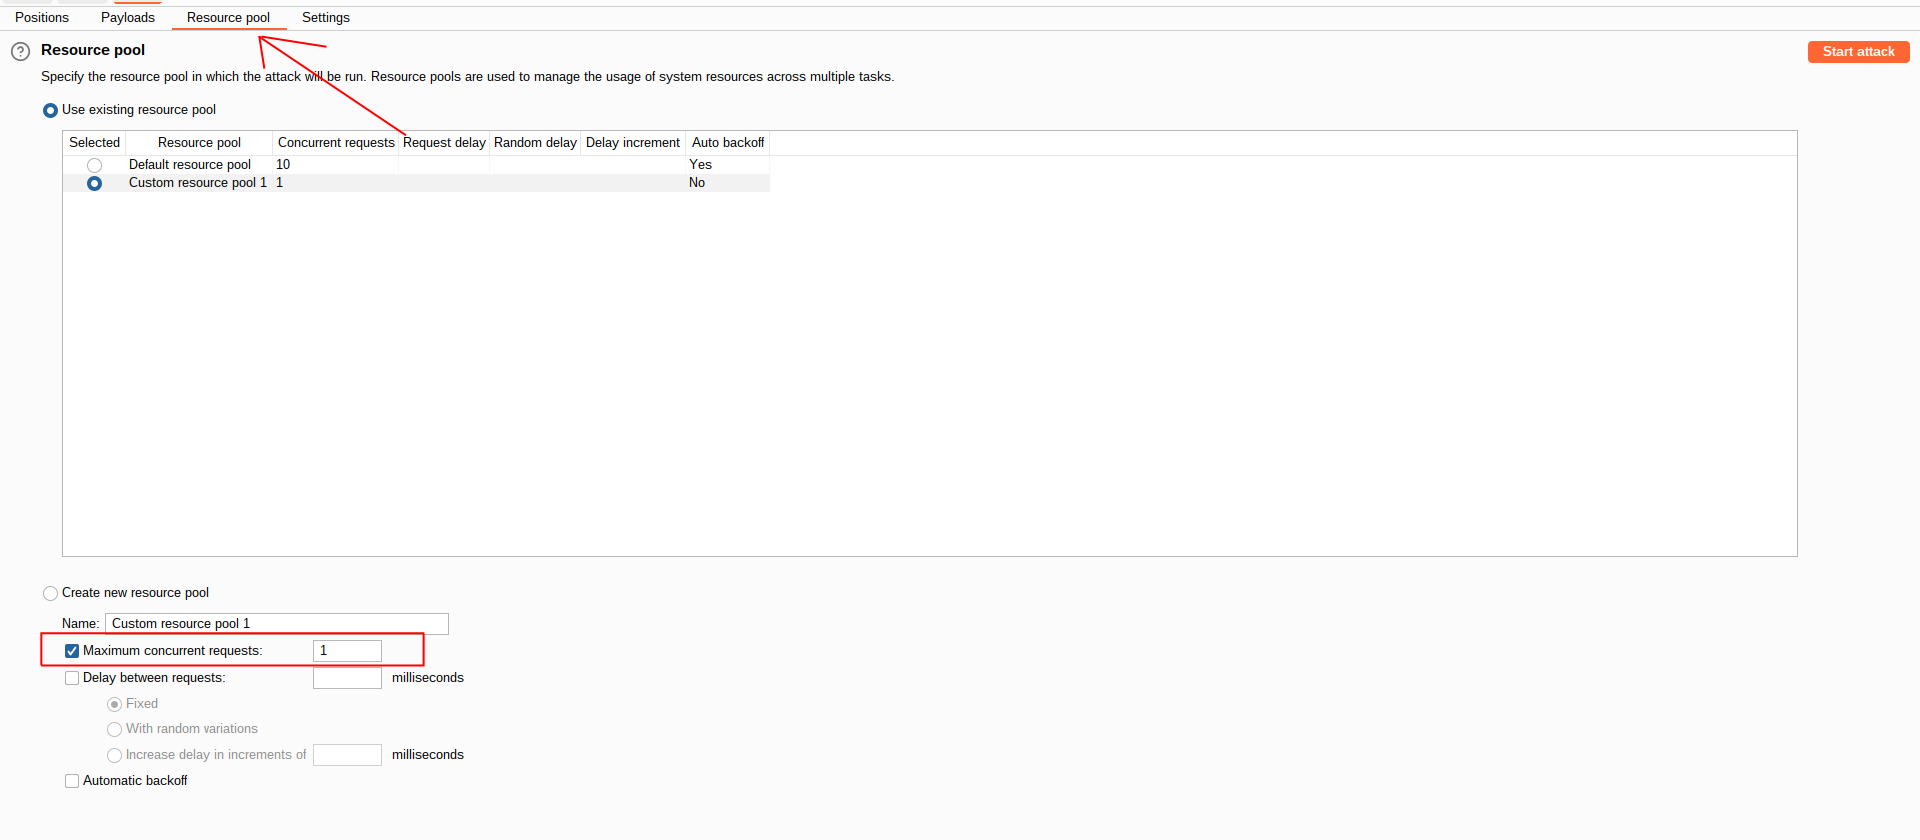 Positions Payloads Resource pool Settings
Resource pool
Start attack
Specify the resource pool in which the attack will be run. Resource pools are used to manage the usage of system resources across multiple tasks.
Use existing resource pool
Selected Resource pool Concurrent requests Request delay Random delay Delay increment Auto backoff
Default resource pool 10 Yes
Custom resource pool 1 1 No
Create new resource pool
Name: Custom resource pool 1
Maximum concurrent requests: 1
Delay between requests: milliseconds
Fixed
With random variations
Increase delay in increments of milliseconds
Automatic backoff